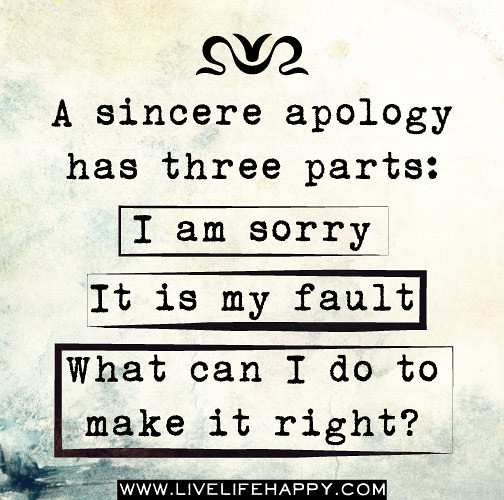 A sincere apology
has three parts:
I am sorry
It is my fault
What can I do to
make it right?
WWW.LIVELIFEHAPPY.COM